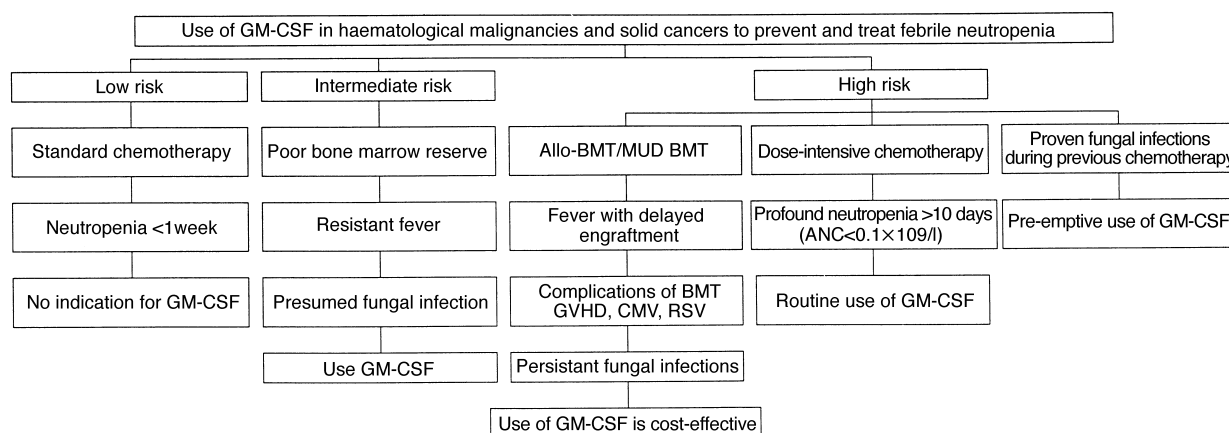 Use of GM-CSF in haematological malignancies and solid cancers to prevent and treat febrile neutropenia
Low risk
Intermediate risk
High risk
Standard chemotherapy
Poor bone marrow reserve
Allo-BMT/MUD BMT
Dose-intensive chemotherapy
Proven fungal infections
during previous chemotherapy
Neutropenia <1week
Resistant fever
Fever with delayed
engraftment
Profound neutropenia >10 days
(ANC<0.1×109/l)
Pre-emptive use of GM-CSF
No indication for GM-CSF
Presumed fungal infection
Complications of BMT
GVHD, CMV, RSV
Routine use of GM-CSF
Use GM-CSF
Persistant fungal infections
Use of GM-CSF is cost-effective